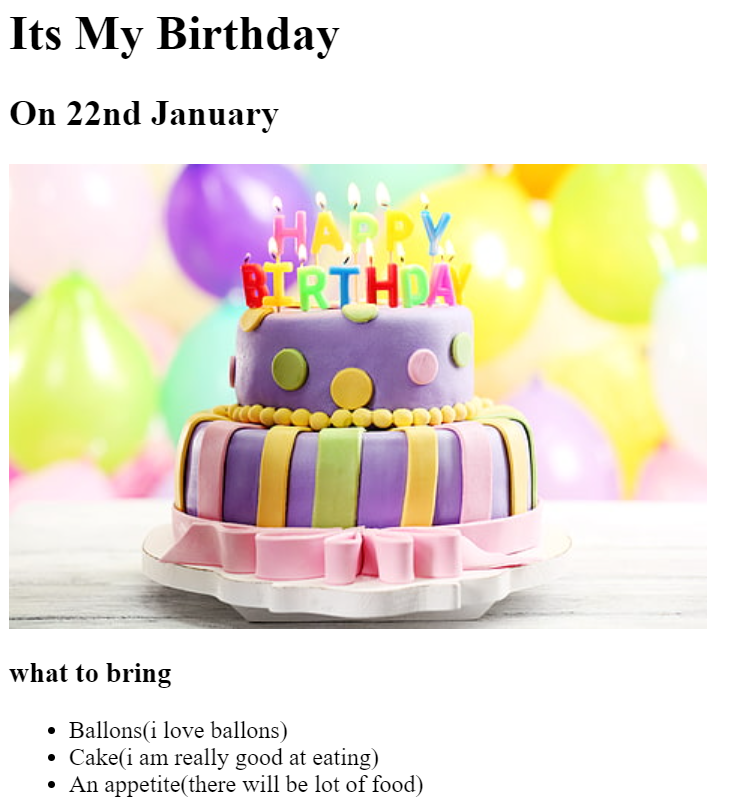 Its My Birthday
On 22nd January
HAPPY
BIRTHDAY
what to bring
Ballons(i love ballons)
Cake(i am really good at eating)
An appetite(there will be lot of food)